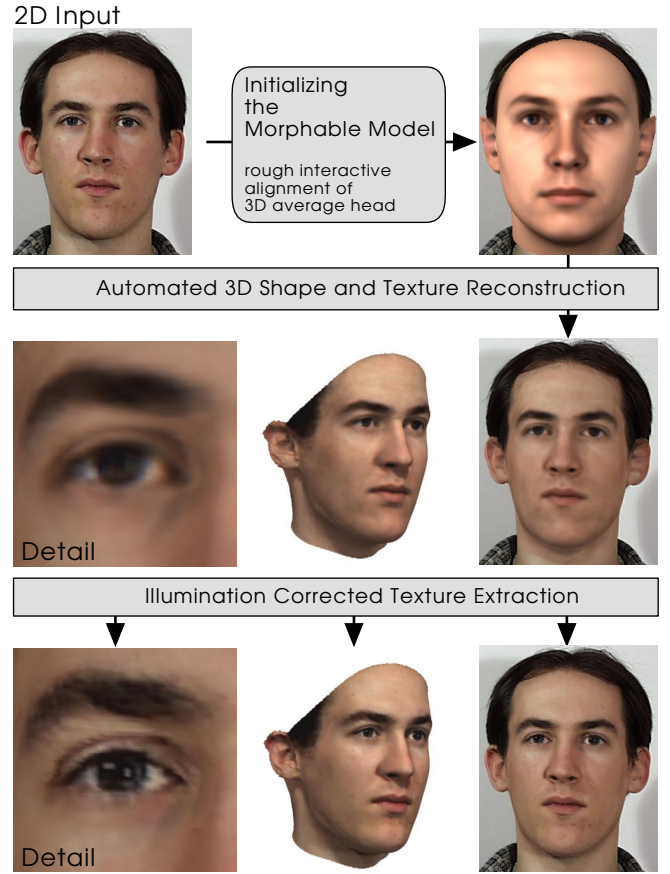 2D Input
Initializing
the
Morphable Model
rough interactive
alignment of
3D average head
Automated 3D Shape and Texture Reconstruction
Detail
Illumination Corrected Texture Extraction
Detail